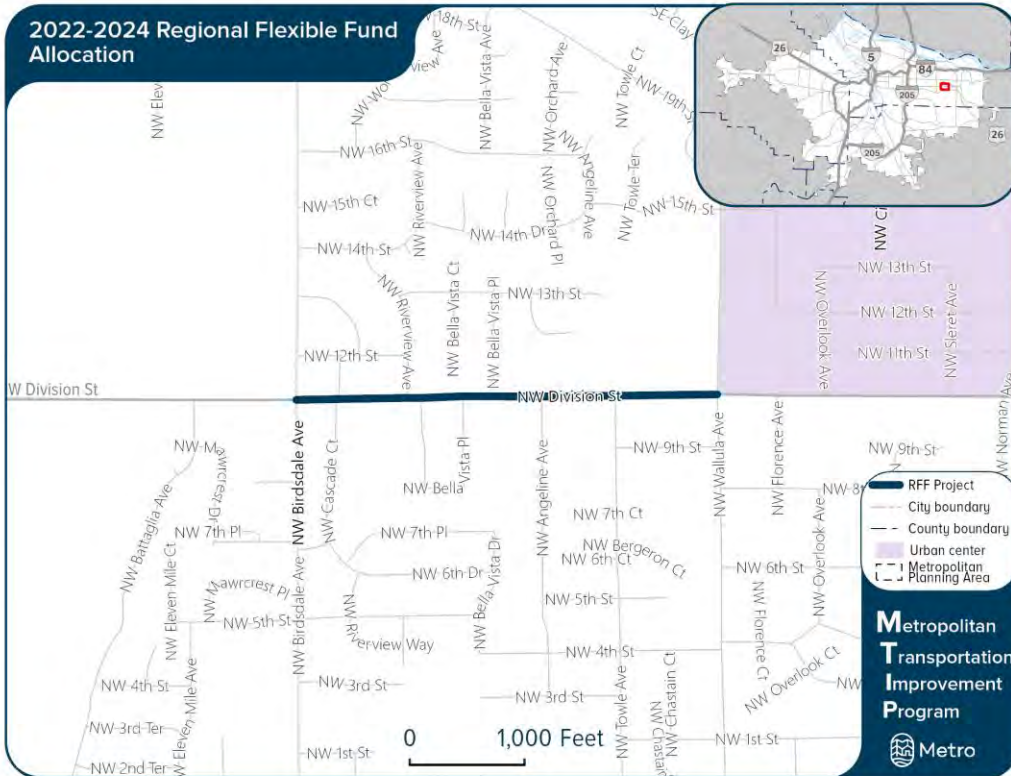 2022-2024 Regional Flexible Fund
Allocation
18th St
view Ave
NW Bella-Vista Ave
NW-Orchard-Ave
NW-Towle Ct
SE-Clay
NW-19th-St
NW-16th St
NW Riverview Ave
NW-Angeline Ave
NW Orchard Pl
NW-Towle-Ter
NW-15th-St
NW-15th Ct
NW-14th Dr
NW-14th St
NW-Riverview-Ave
NW Bella-Vista Ct
NW-Bella-Vista Pl
NW-13th St
NW-12th St
26
5
84
205
205
26
NW-13th St
NW-12th St
NW-11th St
NW-Overlook Ave
NW-Sleret Ave
W Division St
NW Division St
W Norman Ave
NW Birdsdale Ave
NW-Cascade Ct
Vista-Pl
NW Bella
NW-Angeline Ave
NW-9th St
NW-Wallula Ave
NW-Florence Ave
NW 9th St
NW-Battaglia Ave
NW-7th Pl
NW-7th-Pl
NW-6th Dr
NW-Bella-Vista-Dr
NW 7th Ct
NW Bergeron Ct
NW 6th Ct
NW-5th St
NW-Overlook Ave
NW-6th St
NW Eleven-Mile Ct
NW-5th St
NW Birdsdale Ave
NW-Riverview Way
NW-4th St
NW Florence Ct
NW Overlook Ct
NW-4th St
NW-Eleven-Mile Ave
NW-3rd St
NW-3rd St
NW-Towle Ave
NW-Chastain Ct
NW-3rd Ter
NW-2nd Ter
NW-1st St
NW-1st St
0 1,000 Feet
RFF Project
City boundary
County boundary
Urban center
Metropolitan
Planning Area
Metropolitan
Transportation
Improvement
Program
Metro